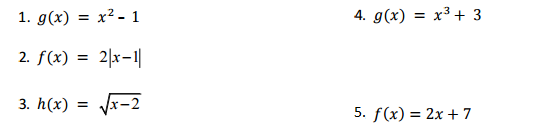 1. g(x) = x² - 1
2. f(x) = 2|x-1|
3. h(x) = √x-2
4. g(x) = x³ + 3
5. f(x) = 2x + 7